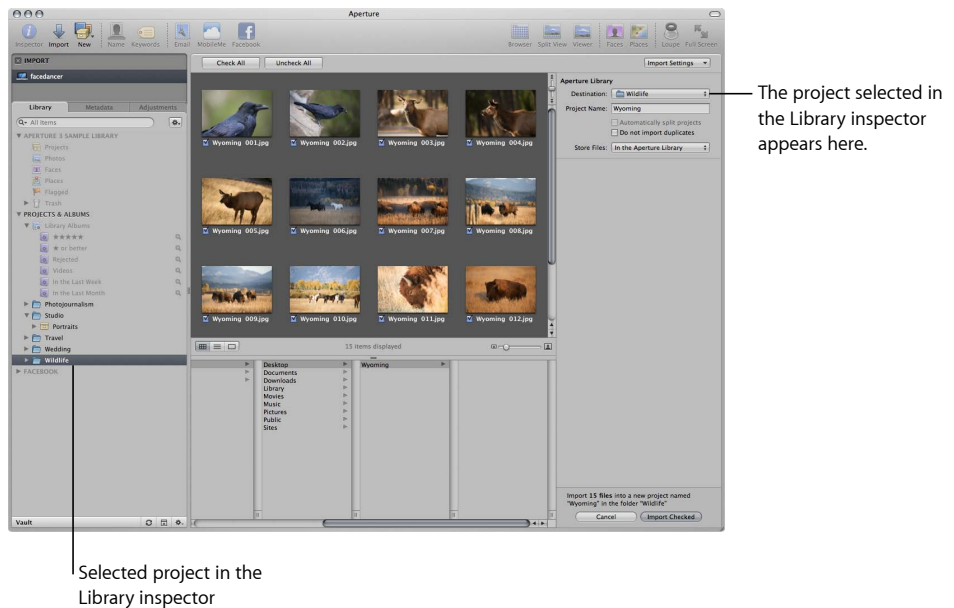 Aperture
Inspector Import New Name Keywords Email MobileMe Facebook Browser Split View Viewer Faces Places Loupe Full Screen
IMPORT
facedancer
Library Metadata Adjustments
All Items
APERTURE 3 SAMPLE LIBRARY
Projects
Photos
Faces
Places
Flagged
Trash
PROJECTS & ALBUMS
Library Albums
★★★★★
★ or better
Rejected
Videos
In the Last Week
In the Last Month
Photojournalism
Studio
Portraits
Travel
Wedding
Wildlife
FACEBOOK
Vault
Check All Uncheck All Import Settings
Wyoming 001.jpg Wyoming 002.jpg Wyoming 003.jpg Wyoming 004.jpg
Wyoming 005.jpg Wyoming 006.jpg Wyoming 007.jpg Wyoming 008.jpg
Wyoming 009.jpg Wyoming 010.jpg Wyoming 011.jpg Wyoming 012.jpg
15 items displayed
Desktop
Documents
Downloads
Library
Movies
Music
Pictures
Public
Sites
Wyoming
Aperture Library
Destination: Wildlife
Project Name: Wyoming
Automatically split projects
Do not import duplicates
Store Files: In the Aperture Library
Import 15 files into a new project named
"Wyoming" in the folder "Wildlife"
Cancel Import Checked
The project selected in
the Library inspector
appears here.
Selected project in the
Library inspector